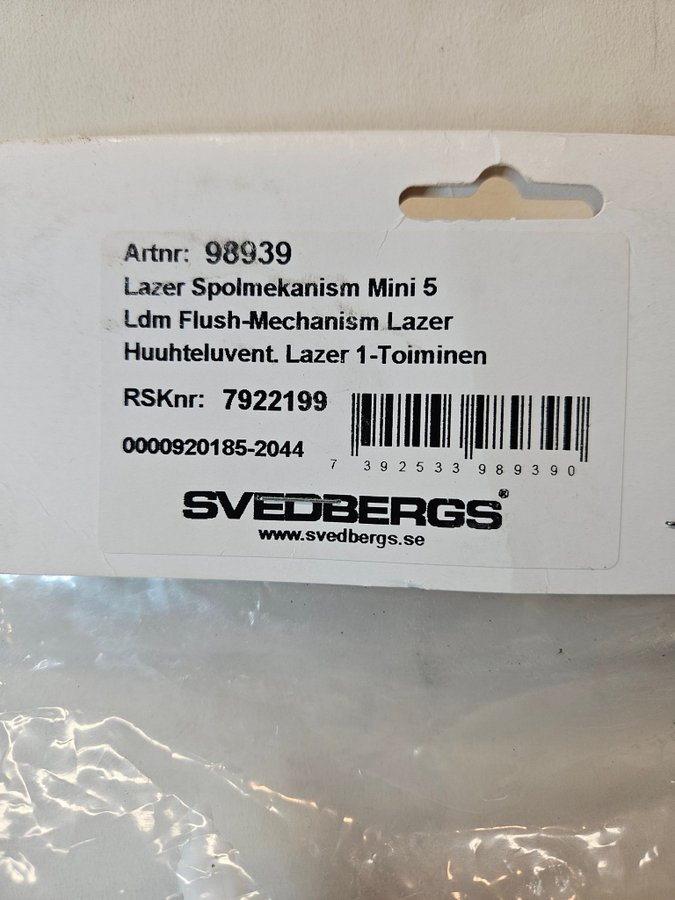 Artnr: 98939
Lazer Spolmekanism Mini 5
Ldm Flush-Mechanism Lazer
Huuhteluvent. Lazer 1-Toiminen
RSKnr: 7922199
0000920185-2044
7 392533 989390
SVEDBERGS®
www.svedbergs.se